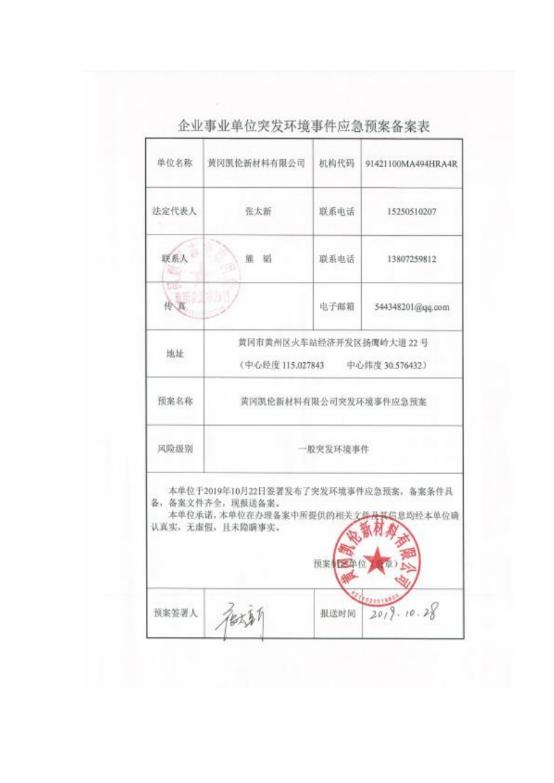 企业事业单位突发环境事件应急预案备案表
单位名称 黄冈凯伦新材料有限公司 机构代码 91421100MA494HRA4R
法定代表人 张太新 联系电话 15250510207
联系人 熊 韬 联系电话 13807259812
传 真 电子邮箱 544348201@qq.com
地址 黄冈市黄州区火车站经济开发区扬鹰岭大道 22 号
（中心经度 115.027843 中心纬度 30.576432）
预案名称 黄冈凯伦新材料有限公司突发环境事件应急预案
风险级别 一般突发环境事件
本单位于2019年10月22日签署发布了突发环境事件应急预案，备案条件具
备，备案文件齐全，现报送备案。
本单位承诺，本单位在办理备案中所提供的相关文件及其信息均经本单位确
认真实，无虚假，且未隐瞒事实。
黄冈凯伦新材料有限公司
预案制定单位（盖章）
预案签署人 张太新 报送时间 2019.10.28